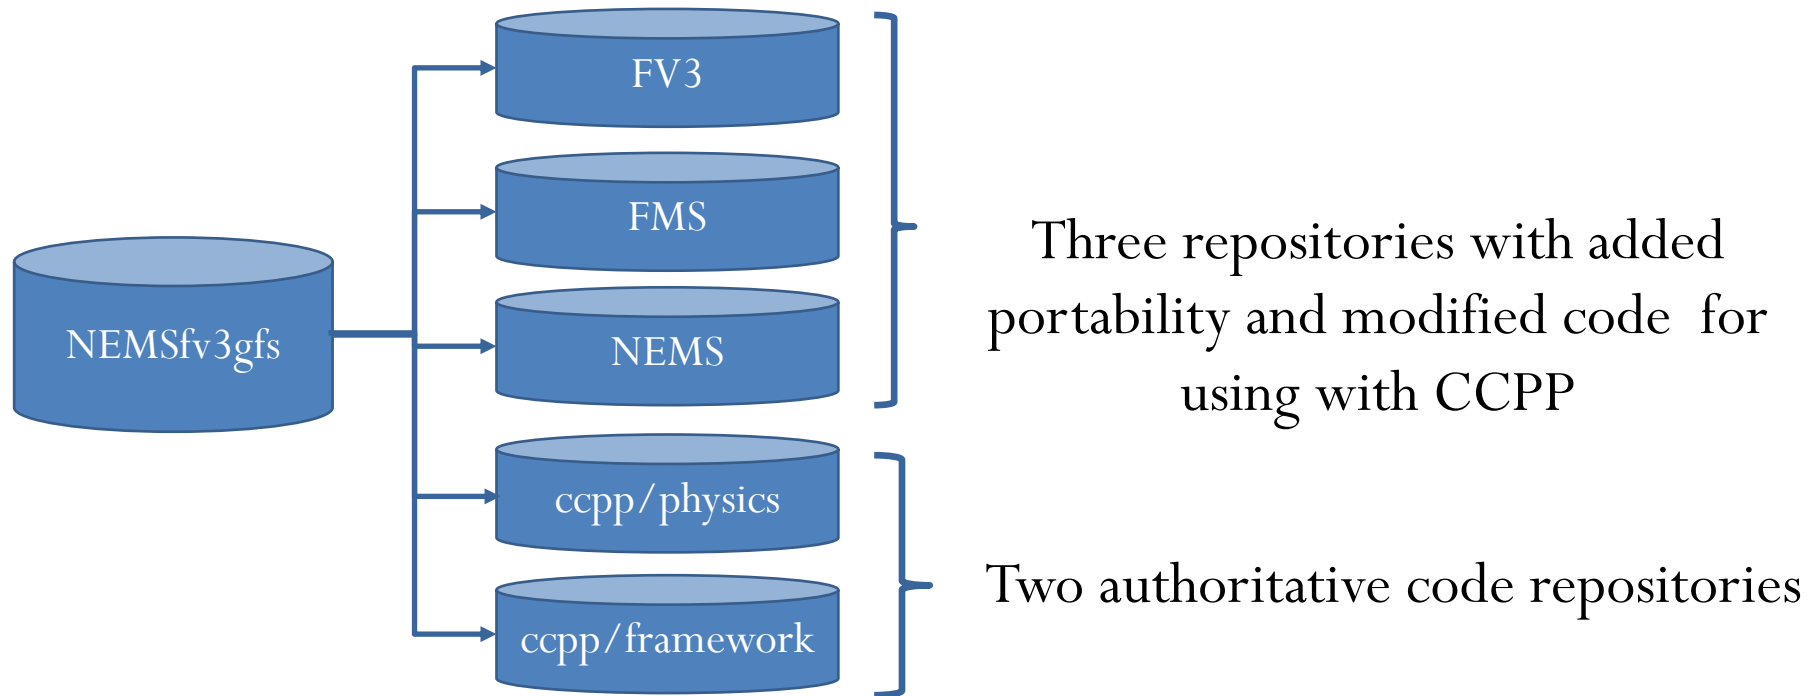 FV3
FMS
NEMSfv3gfs
NEMS
ccpp/physics
ccpp/framework
Three repositories with added
portability and modified code  for
using with CCPP
Two authoritative code repositories